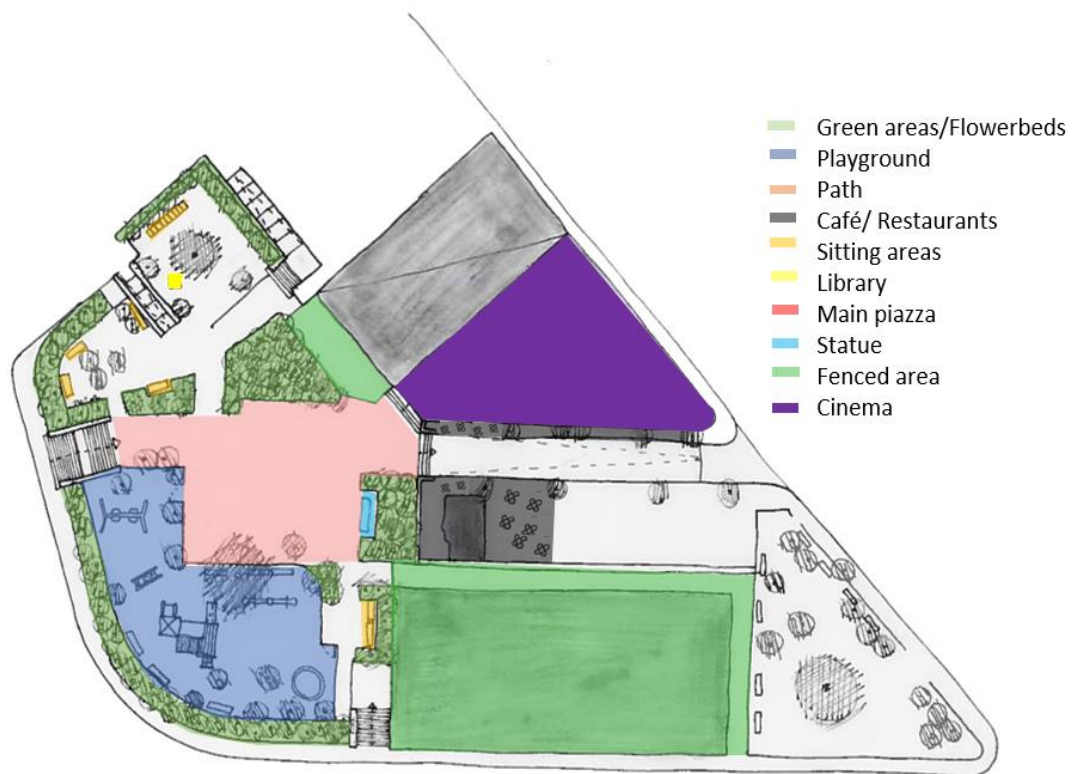 Green areas/Flowerbeds
Playground
Path
Café/ Restaurants
Sitting areas
Library
Main piazza
Statue
Fenced area
Cinema